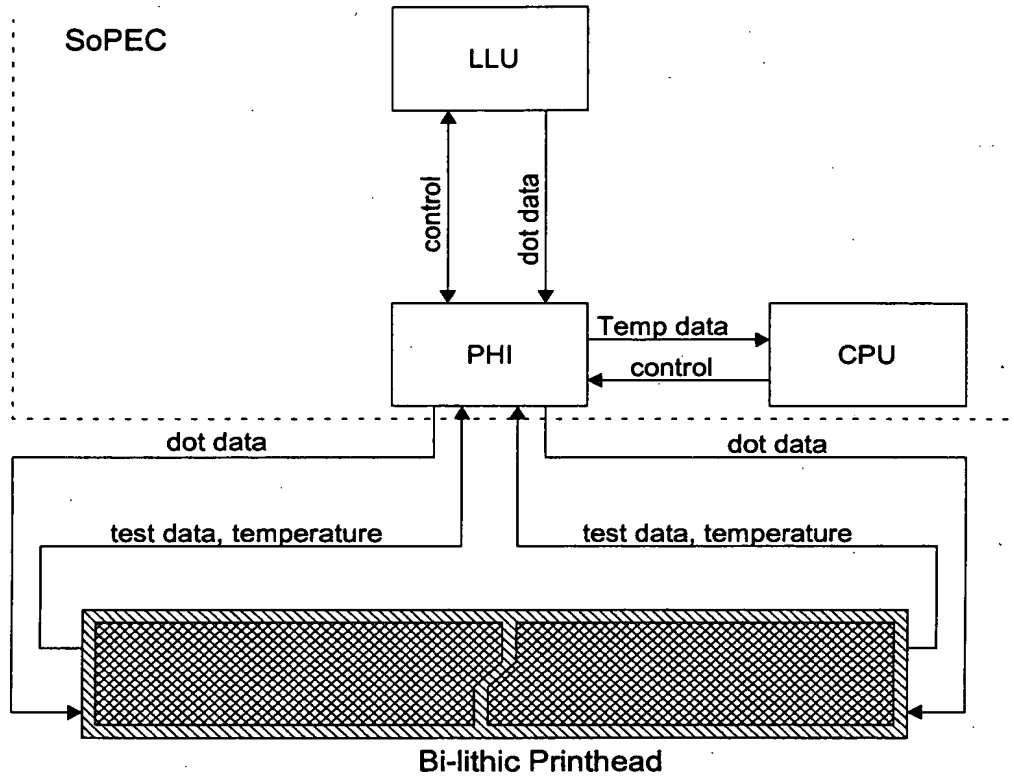 SoPEC
LLU
control
dot data
PHI
Temp data
control
CPU
dot data
dot data
test data, temperature
test data, temperature
Bi-lithic Printhead